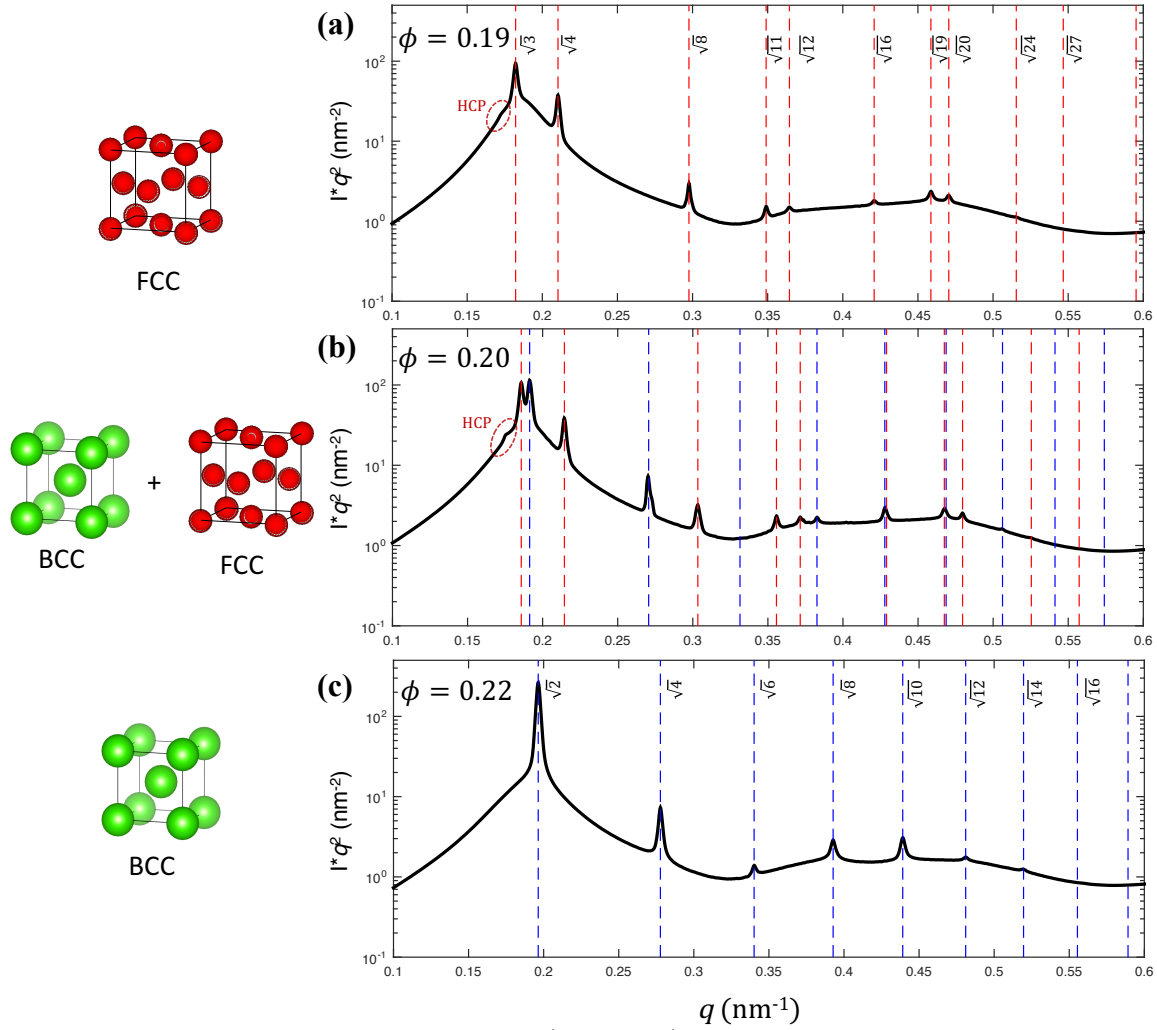 (a)
ϕ = 0.19
HCP
√3
√4
√8
√11
√12
√16
√19
√20
√24
√27
I*q² (nm⁻²)
10²
10¹
10⁰
10⁻¹
0.1 0.15 0.2 0.25 0.3 0.35 0.4 0.45 0.5 0.55 0.6
FCC
(b)
ϕ = 0.20
HCP
I*q² (nm⁻²)
10²
10¹
10⁰
10⁻¹
0.1 0.15 0.2 0.25 0.3 0.35 0.4 0.45 0.5 0.55 0.6
+
BCC
FCC
(c)
ϕ = 0.22
√2
√4
√6
√8
√10
√12
√14
√16
I*q² (nm⁻²)
10²
10¹
10⁰
10⁻¹
0.1 0.15 0.2 0.25 0.3 0.35 0.4 0.45 0.5 0.55 0.6
BCC
q (nm⁻¹)